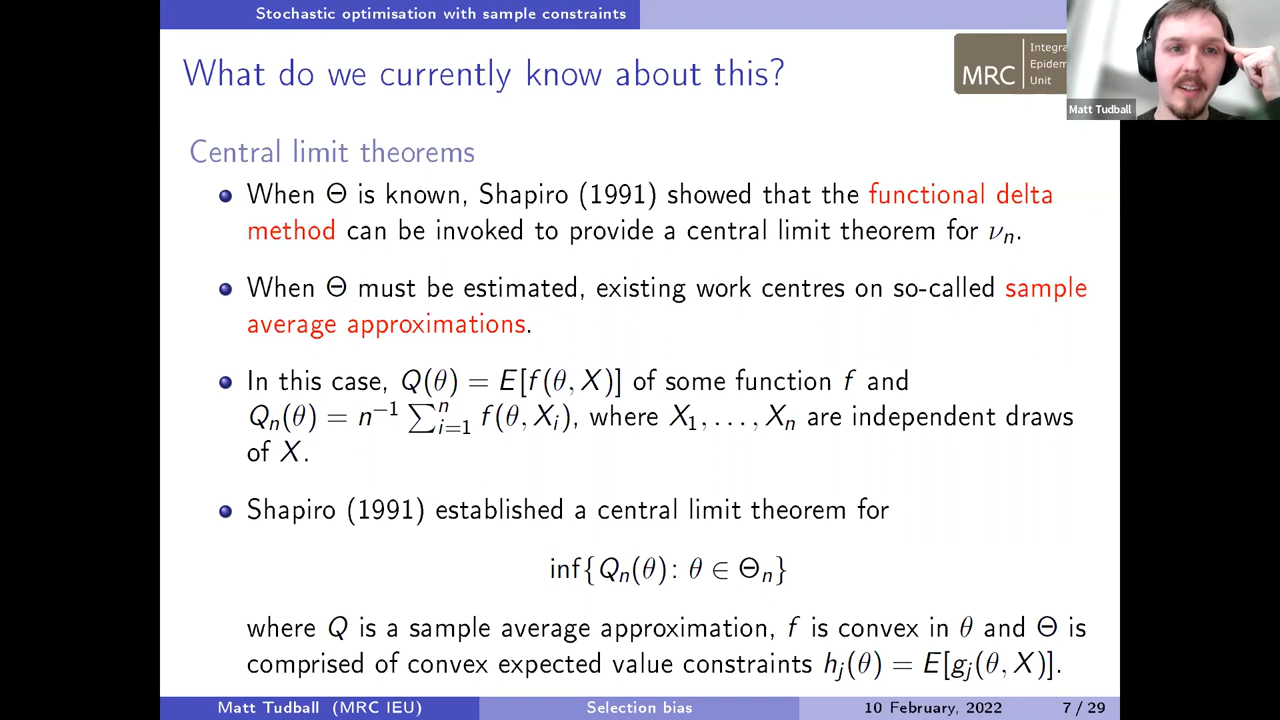 Stochastic optimisation with sample constraints
What do we currently know about this?
MRC
Integra
Epidem
Unit
Matt Tudball
Central limit theorems
When Θ is known, Shapiro (1991) showed that the functional delta
method can be invoked to provide a central limit theorem for νₙ.
When Θ must be estimated, existing work centres on so-called sample
average approximations.
In this case, Q(θ) = E[f(θ, X)] of some function f and
Qₙ(θ) = n⁻¹ ∑ⁿᵢ₌₁ f(θ, Xᵢ), where X₁, . . . , Xₙ are independent draws
of X.
Shapiro (1991) established a central limit theorem for
inf{Qₙ(θ): θ ∈ Θₙ}
where Q is a sample average approximation, f is convex in θ and Θ is
comprised of convex expected value constraints hⱼ(θ) = E[gⱼ(θ, X)].
Matt Tudball (MRC IEU)
Selection bias
10 February, 2022
7 / 29